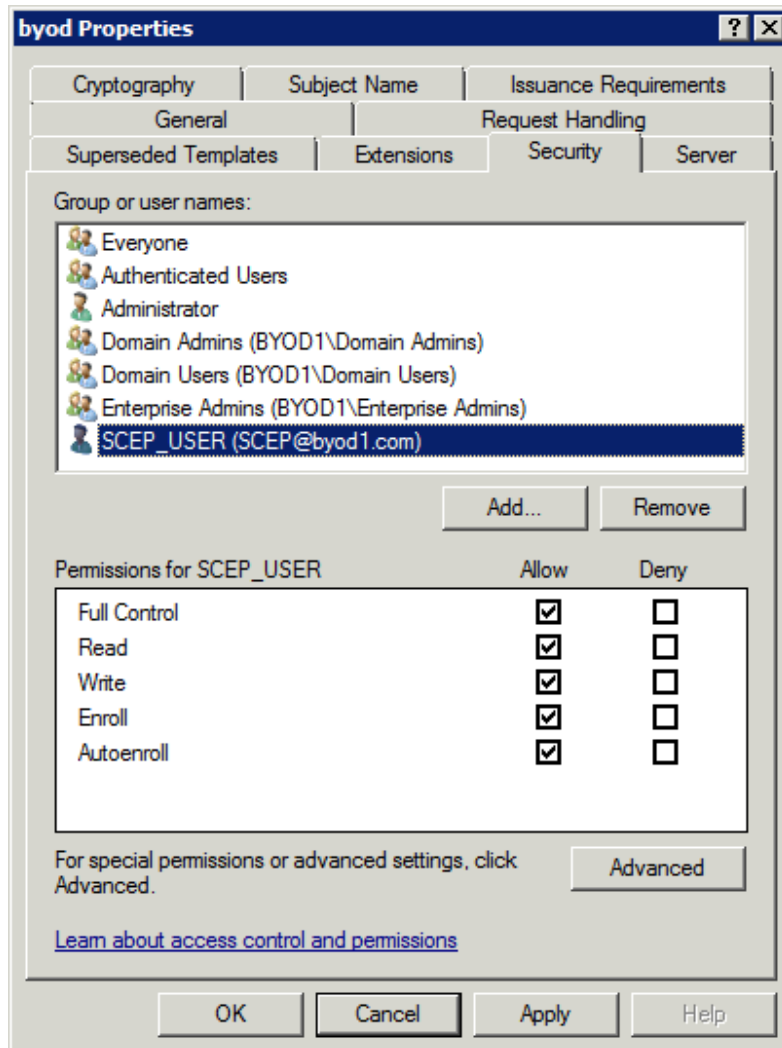 byod Properties
Cryptography Subject Name Issuance Requirements
General Request Handling
Superseded Templates Extensions Security Server
Group or user names:
Everyone
Authenticated Users
Administrator
Domain Admins (BYOD1\Domain Admins)
Domain Users (BYOD1\Domain Users)
Enterprise Admins (BYOD1\Enterprise Admins)
SCEP_USER (SCEP@byod1.com)
Add... Remove
Permissions for SCEP_USER Allow Deny
Full Control
Read
Write
Enroll
Autoenroll
For special permissions or advanced settings, click Advanced
Advanced.
Learn about access control and permissions
OK Cancel Apply Help